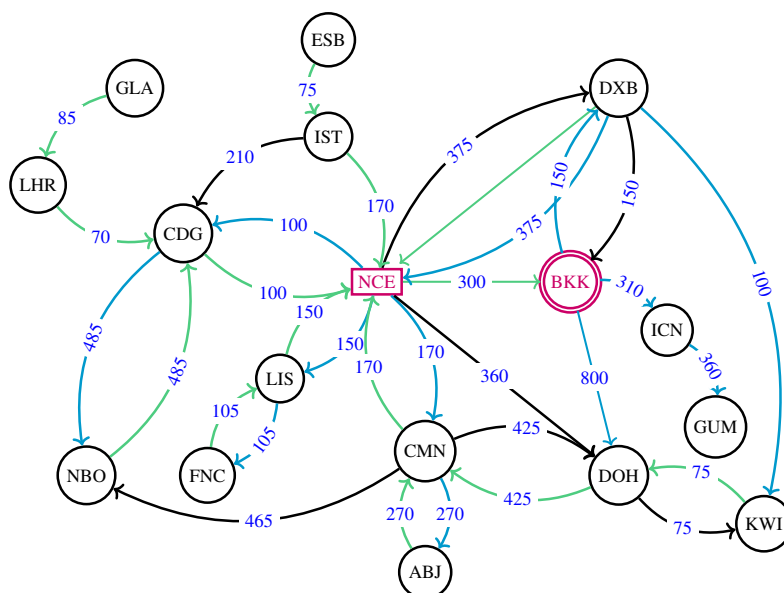 ESB
GLA
DXB
75
85
IST
375
210
150
150
LHR
170
70
CDG
100
375
100
NCE
300
BKK
310
100
150
ICN
485
150
170
360
170
360
800
485
LIS
105
105
425
GUM
CMN
NBO
FNC
DOH
75
425
270
270
465
75
KWI
ABJ